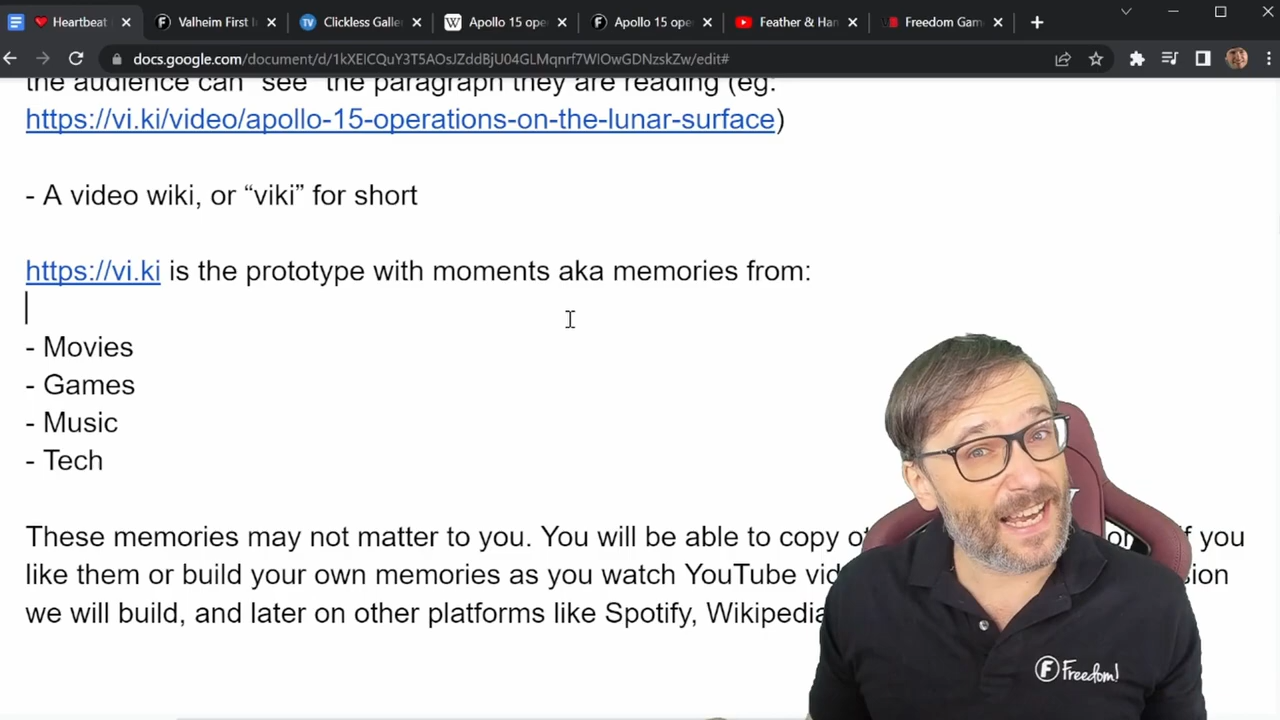 Heartbeat
Valheim First I
Clickless Galle
Apollo 15 ope
Apollo 15 ope
Feather & Han
Freedom Gam
docs.google.com/document/d/1kXElCQuY3T5AOsJZddBjU04GLMqnrf7WIOwGDNzskZw/edit#
the audience can "see" the paragraph they are reading (eg:
https://vi.ki/video/apollo-15-operations-on-the-lunar-surface)
- A video wiki, or “viki” for short
https://vi.ki is the prototype with moments aka memories from:
- Movies
- Games
- Music
- Tech
These memories may not matter to you. You will be able to copy if you
like them or build your own memories as you watch YouTube
we will build, and later on other platforms like Spotify, Wikipedia
Freedom!